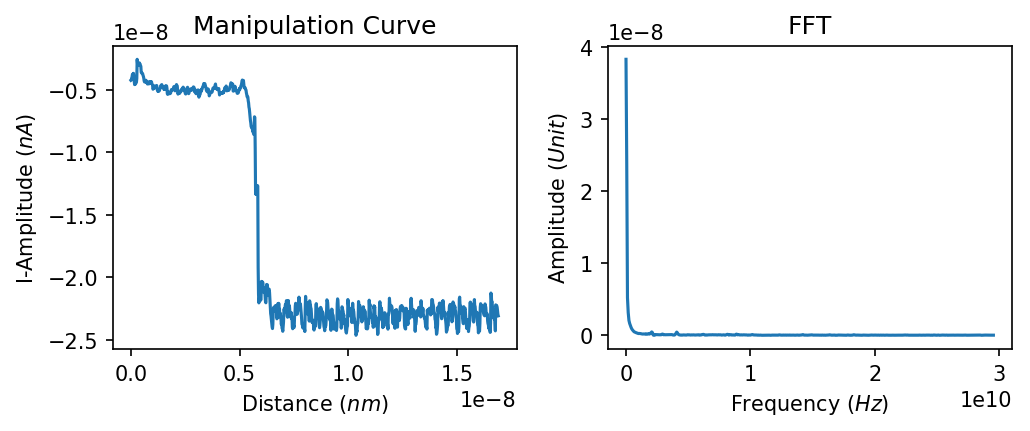 Manipulation Curve
1e−8
I-Amplitude (nA)
−0.5
−1.0
−1.5
−2.0
−2.5
0.0 0.5 1.0 1.5
1e−8
Distance (nm)
FFT
1e−8
Amplitude (Unit)
4
3
2
1
0
0 1 2 3
1e10
Frequency (Hz)